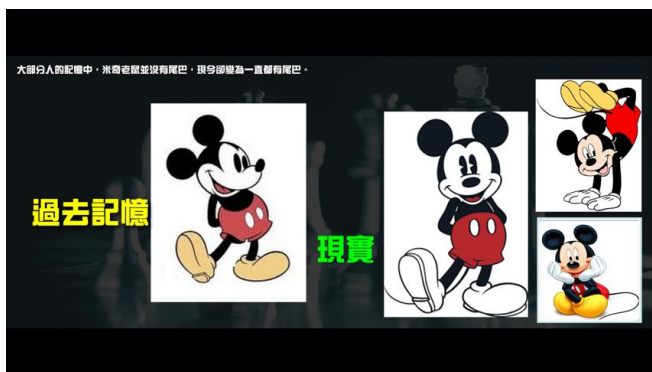 大部分人的記憶中，米奇老鼠並沒有尾巴，現今卻變為一直都有尾巴。
過去記憶
現實